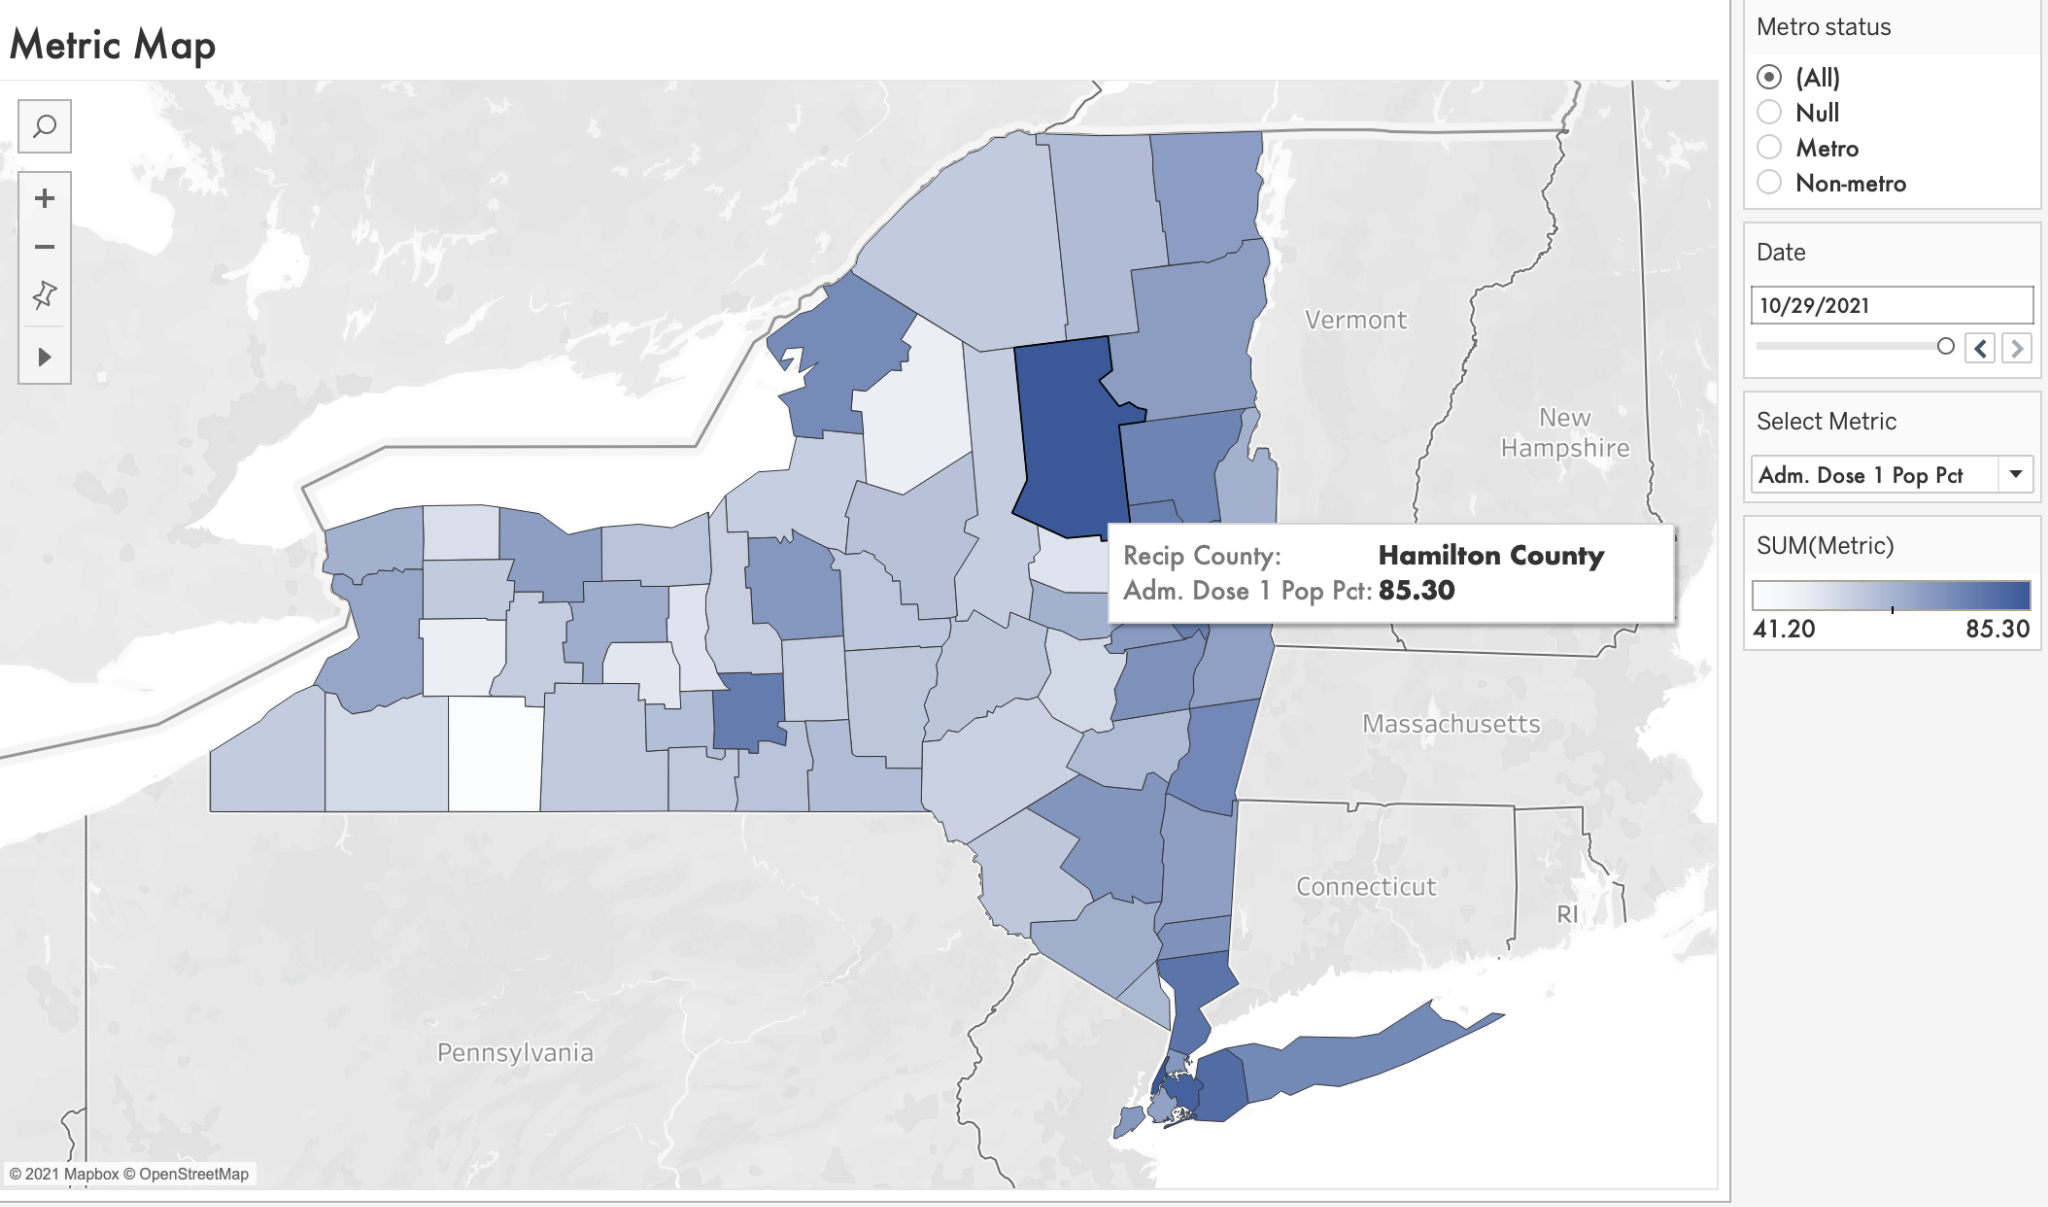 Metric Map
Metro status
(All)
Null
Metro
Non-metro
Date
10/29/2021
Select Metric
Adm. Dose 1 Pop Pct
SUM(Metric)
41.20 85.30
Vermont
New
Hampshire
Recip County: Hamilton County
Adm. Dose 1 Pop Pct: 85.30
Massachusetts
Connecticut
RI
Pennsylvania
© 2021 Mapbox © OpenStreetMap